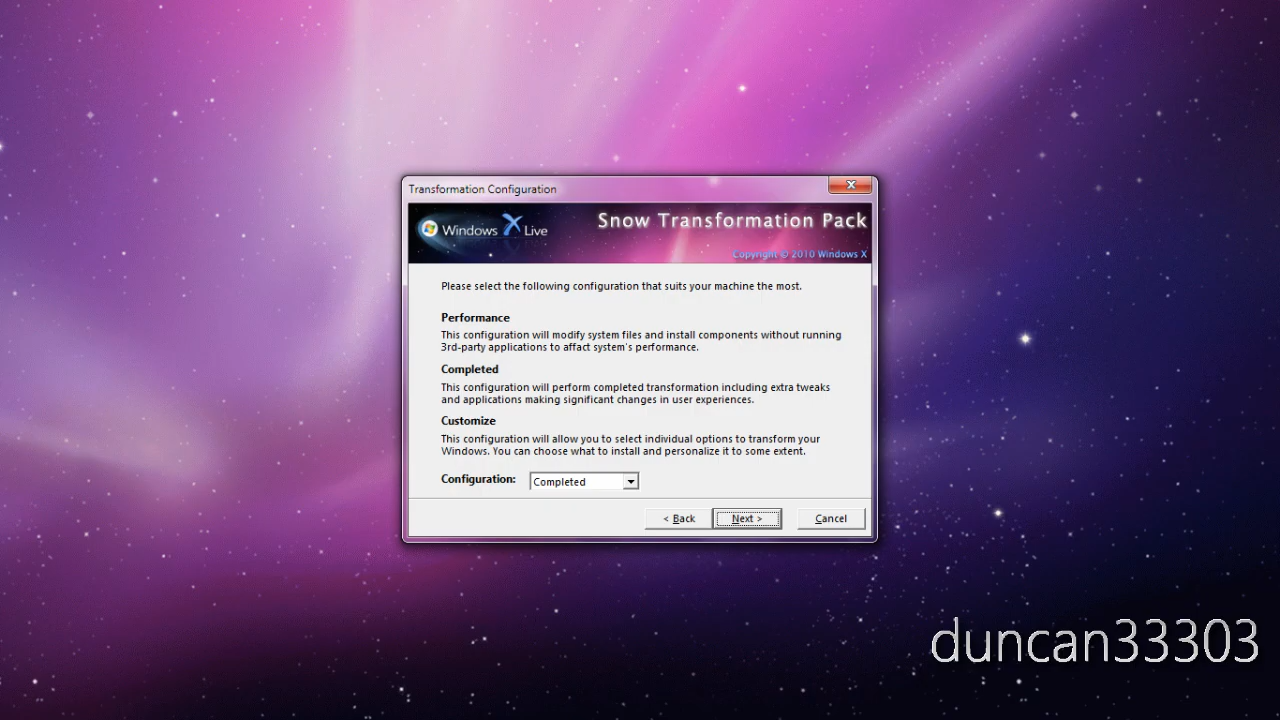 Transformation Configuration
Windows X Live
Snow Transformation Pack
Copyright © 2010 Windows X
Please select the following configuration that suits your machine the most.
Performance
This configuration will modify system files and install components without running
3rd-party applications to affact system's performance.
Completed
This configuration will perform completed transformation including extra tweaks
and applications making significant changes in user experiences.
Customize
This configuration will allow you to select individual options to transform your
Windows. You can choose what to install and personalize it to some extent.
Configuration: Completed
< Back Next > Cancel
duncan33303